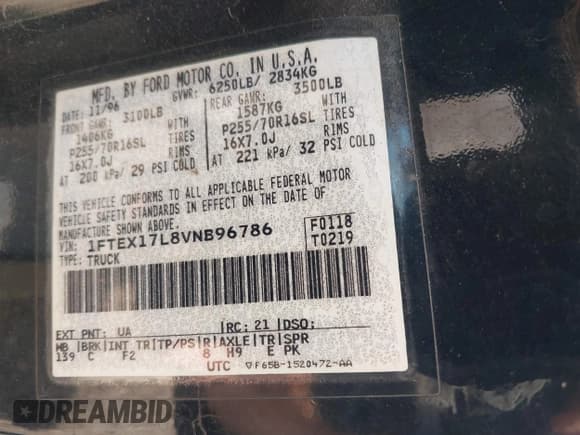 MFD. BY FORD MOTOR CO. IN U.S.A.
DATE: 11/96 GVWR: 6250LB/ 2834KG
FRONT GAWR: 3100LB REAR GAWR: 3500LB
1406KG WITH 1587KG WITH
P255/70R16SL TIRES P255/70R16SL TIRES
16X7.0J RIMS 16X7.0J RIMS
AT 200 kPa/ 29 PSI COLD AT 221 kPa/ 32 PSI COLD
THIS VEHICLE CONFORMS TO ALL APPLICABLE FEDERAL MOTOR
VEHICLE SAFETY STANDARDS IN EFFECT ON THE DATE OF
MANUFACTURE SHOWN ABOVE.
VIN: 1FTEX17L8VNB96786 F0118
TYPE: TRUCK T0219
EXT PNT: UA RC: 21 DSO:
WB BRK INT TR TP/PS R AXLE TR SPR
139 C F2 8 H9 E PK
UTC ▽F65B-1520472-AA
DREAMBID